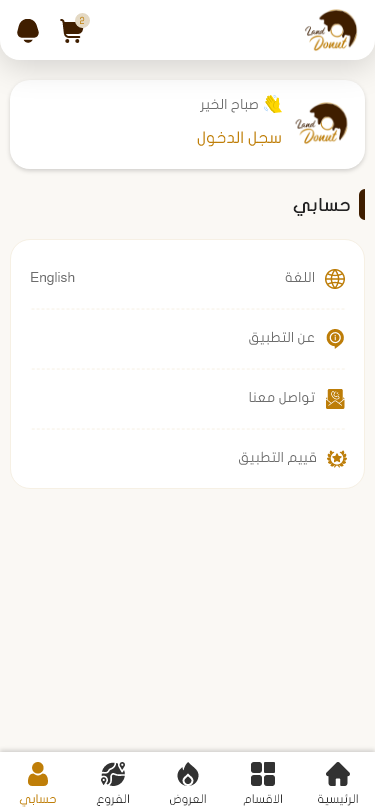 Land
Donut
2
صباح الخير 👋
Land
Donut
سجل الدخول
حسابي
اللغة English
عن التطبيق
تواصل معنا
قييم التطبيق
الرئيسية الاقسام العروض الفروع حسابي